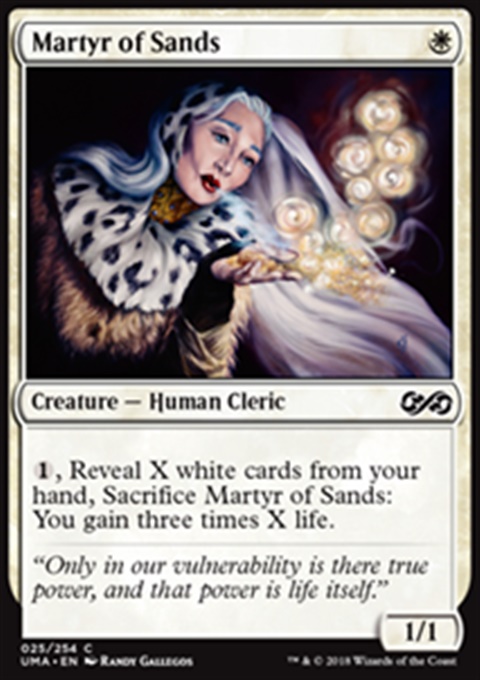 Martyr of Sands
Creature — Human Cleric
1, Reveal X white cards from your
hand, Sacrifice Martyr of Sands:
You gain three times X life.
“Only in our vulnerability is there true
power, and that power is life itself.”
1/1
025/254 C
UMA • EN Randy Gallegos
™ & © 2018 Wizards of the Coast